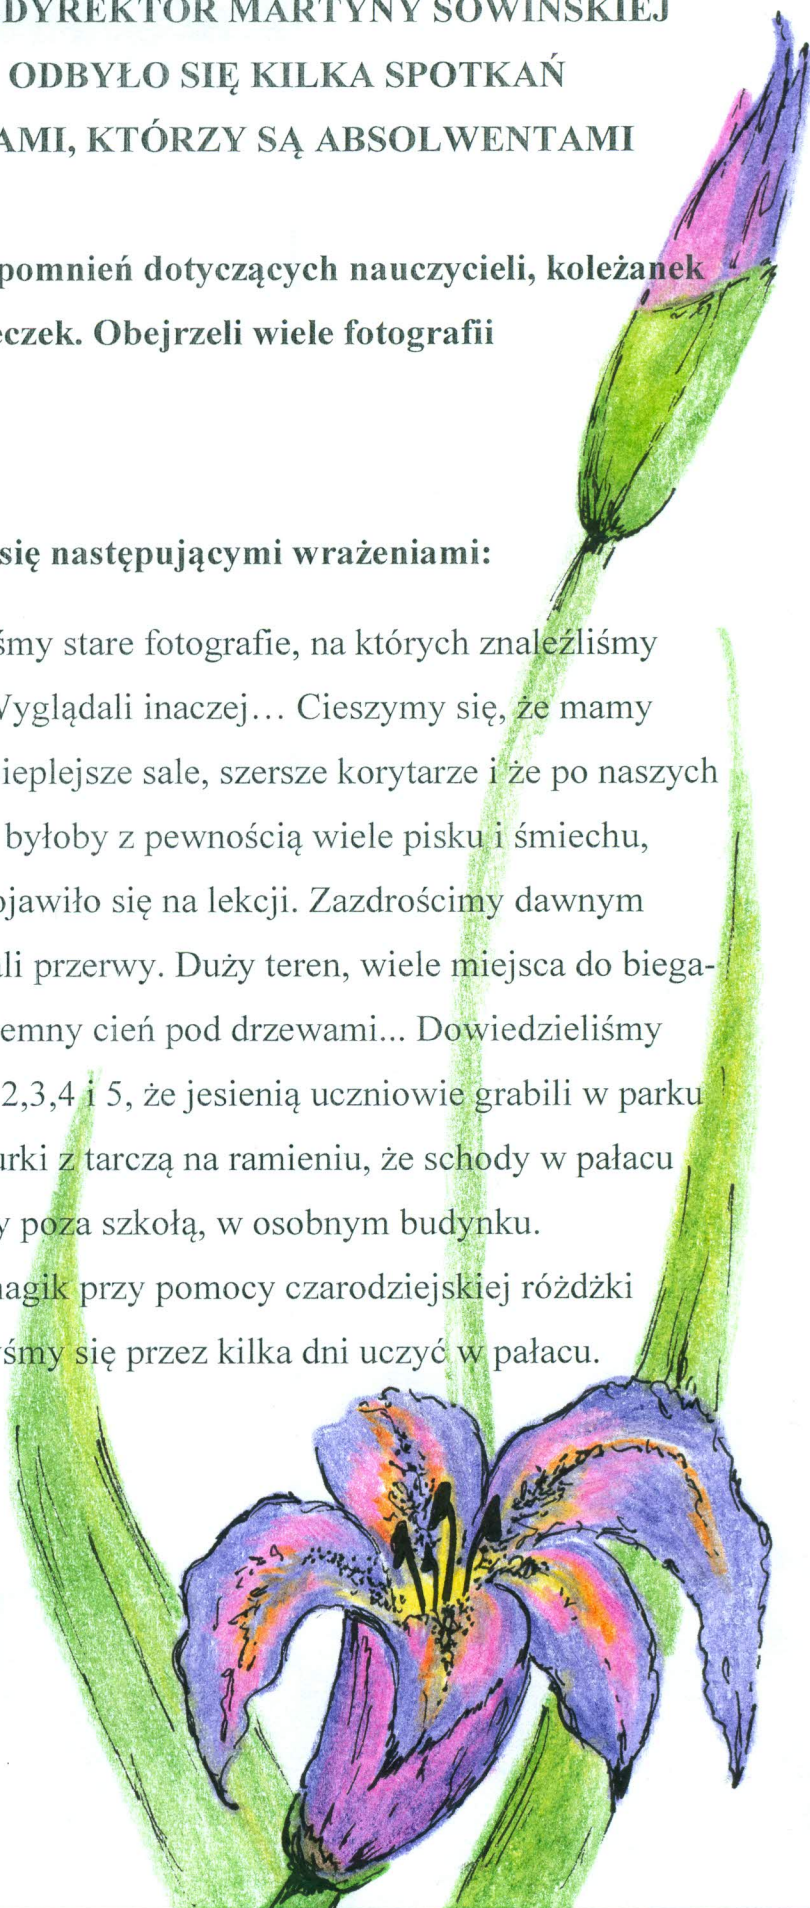 DYREKTOR MARTYNY SOWIŃSKIEJ
ODBYŁO SIĘ KILKA SPOTKAŃ
AMI, KTÓRZY SĄ ABSOLWENTAMI
pomnień dotyczących nauczycieli, koleżanek
eczek. Obejrzeli wiele fotografii
się następującymi wrażeniami:
śmy stare fotografie, na których znaleźliśmy
Wyglądali inaczej… Cieszymy się, że mamy
ieplejsze sale, szersze korytarze i że po naszych
byłoby z pewnością wiele pisku i śmiechu,
ojawiło się na lekcji. Zazdrościmy dawnym
ali przerwy. Duży teren, wiele miejsca do biega-
emny cień pod drzewami... Dowiedzieliśmy
2,3,4 i 5, że jesienią uczniowie grabili w parku
urki z tarczą na ramieniu, że schody w pałacu
y poza szkołą, w osobnym budynku.
magik przy pomocy czarodziejskiej różdżki
yśmy się przez kilka dni uczyć w pałacu.